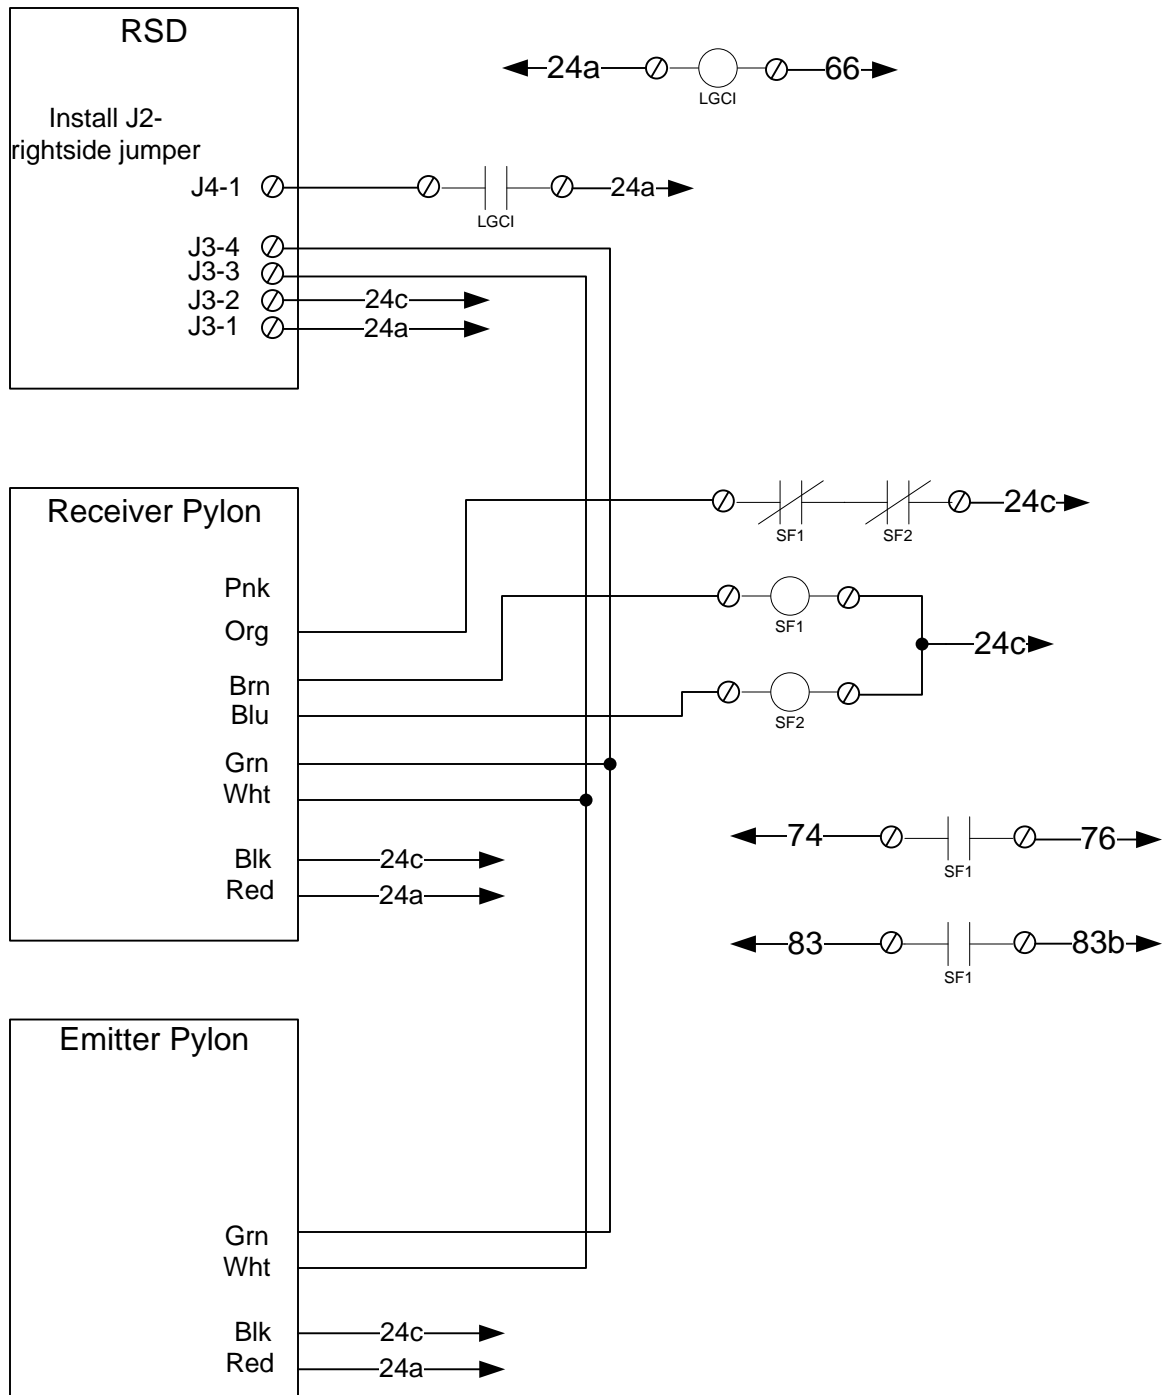 RSD
Install J2-
rightside jumper
24a 66
LGCI
J4-1 24a
LGCI
J3-4
J3-3
J3-2 24c
J3-1 24a
Receiver Pylon
24c
SF1 SF2
Pnk
Org
SF1
Brn
Blu
24c
SF2
Grn
Wht
74 76
SF1
Blk 24c
Red 24a
83 83b
SF1
Emitter Pylon
Grn
Wht
Blk 24c
Red 24a